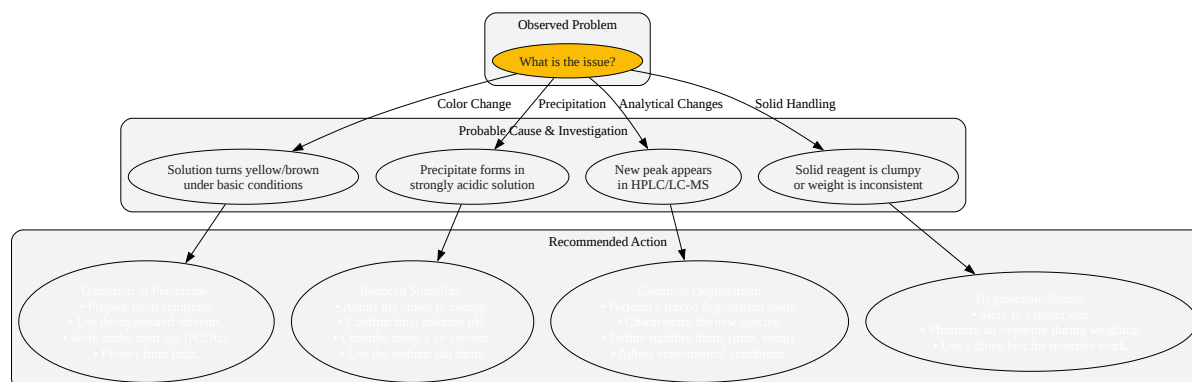 Observed Problem
What is the issue?
Color Change
Precipitation
Analytical Changes
Solid Handling
Probable Cause & Investigation
Solution turns yellow/brown
under basic conditions
Precipitate forms in
strongly acidic solution
New peak appears
in HPLC/LC-MS
Solid reagent is clumpy
or weight is inconsistent
Recommended Action
Oxidation of Phenoxide:
• Prepare fresh solutions.
• Use deoxygenated solvents.
• Work under inert gas (N2/Ar).
• Protect from light.
Reduced Solubility:
• Adjust pH closer to neutral.
• Confirm final solution pH.
• Consider using a co-solvent.
• Use the sodium salt form.
Chemical Degradation:
• Perform a forced degradation study.
• Characterize the new species.
• Define stability limits (time, temp).
• Adjust experimental conditions.
Hygroscopic Nature:
• Store in a desiccator.
• Minimize air exposure during weighing.
• Use a glove box for sensitive work.